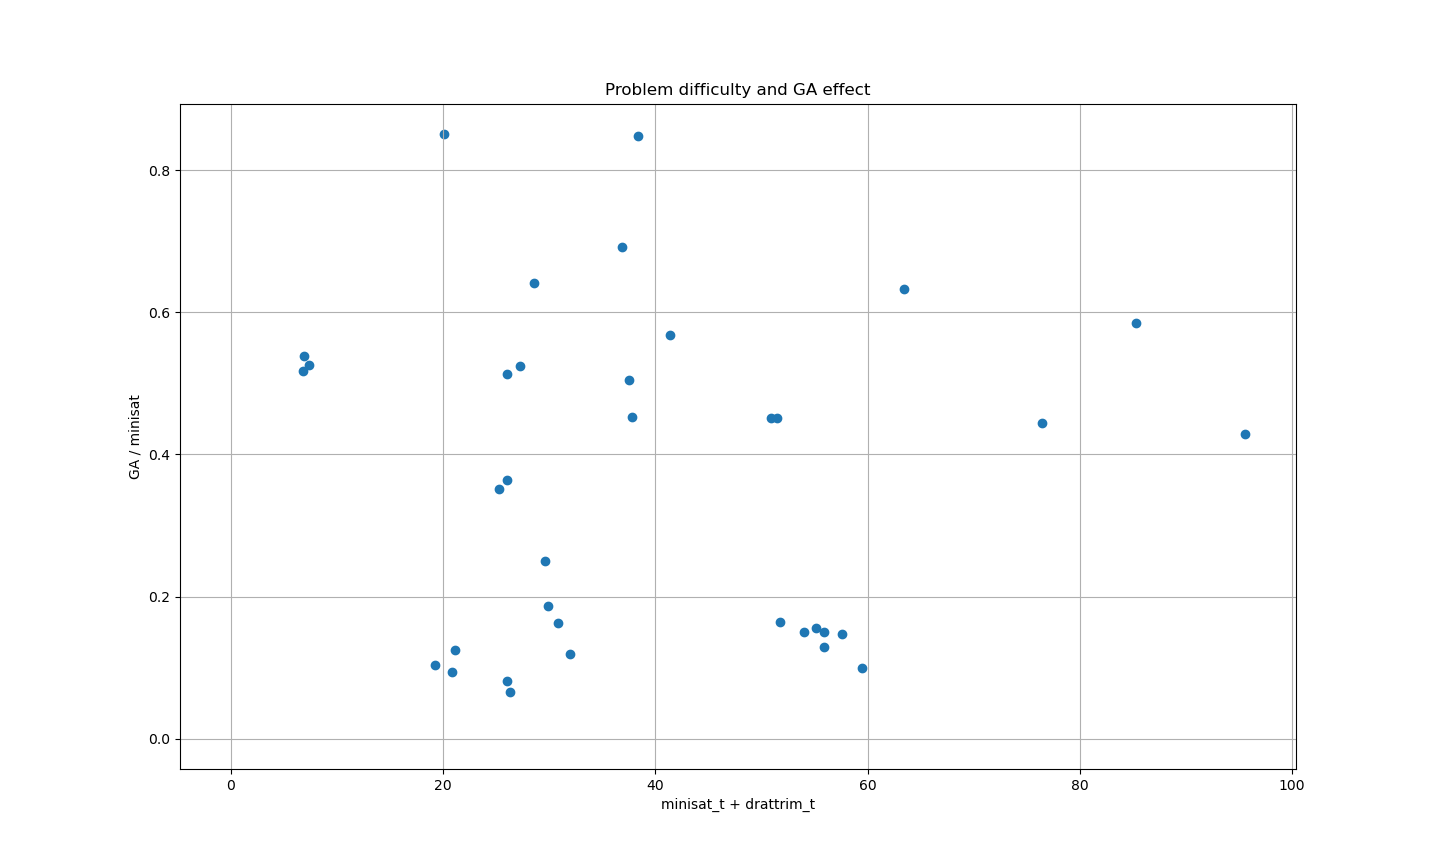 Problem difficulty and GA effect
GA / minisat
0.8
0.6
0.4
0.2
0.0
0 20 40 60 80 100
minisat_t + drattrim_t